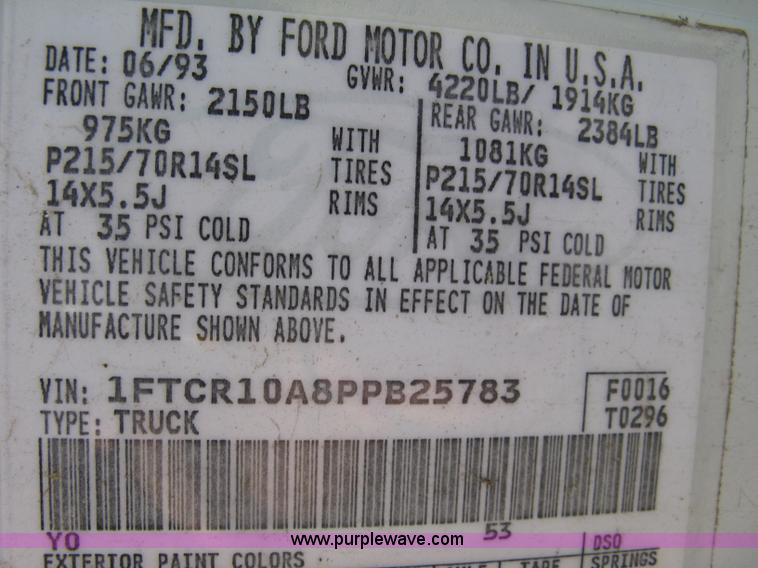 MFD. BY FORD MOTOR CO. IN U.S.A.
DATE: 06/93 GVWR: 4220LB/ 1914KG
FRONT GAWR: 2150LB REAR GAWR: 2384LB
975KG WITH 1081KG WITH
P215/70R14SL TIRES P215/70R14SL TIRES
14X5.5J RIMS 14X5.5J RIMS
AT 35 PSI COLD AT 35 PSI COLD
THIS VEHICLE CONFORMS TO ALL APPLICABLE FEDERAL MOTOR
VEHICLE SAFETY STANDARDS IN EFFECT ON THE DATE OF
MANUFACTURE SHOWN ABOVE.
VIN: 1FTCR10A8PPB25783 F0016
TYPE: TRUCK T0296
YO 53 DSO
www.purplewave.com
EXTERIOR PAINT COLORS AXLE TAPE SPRINGS